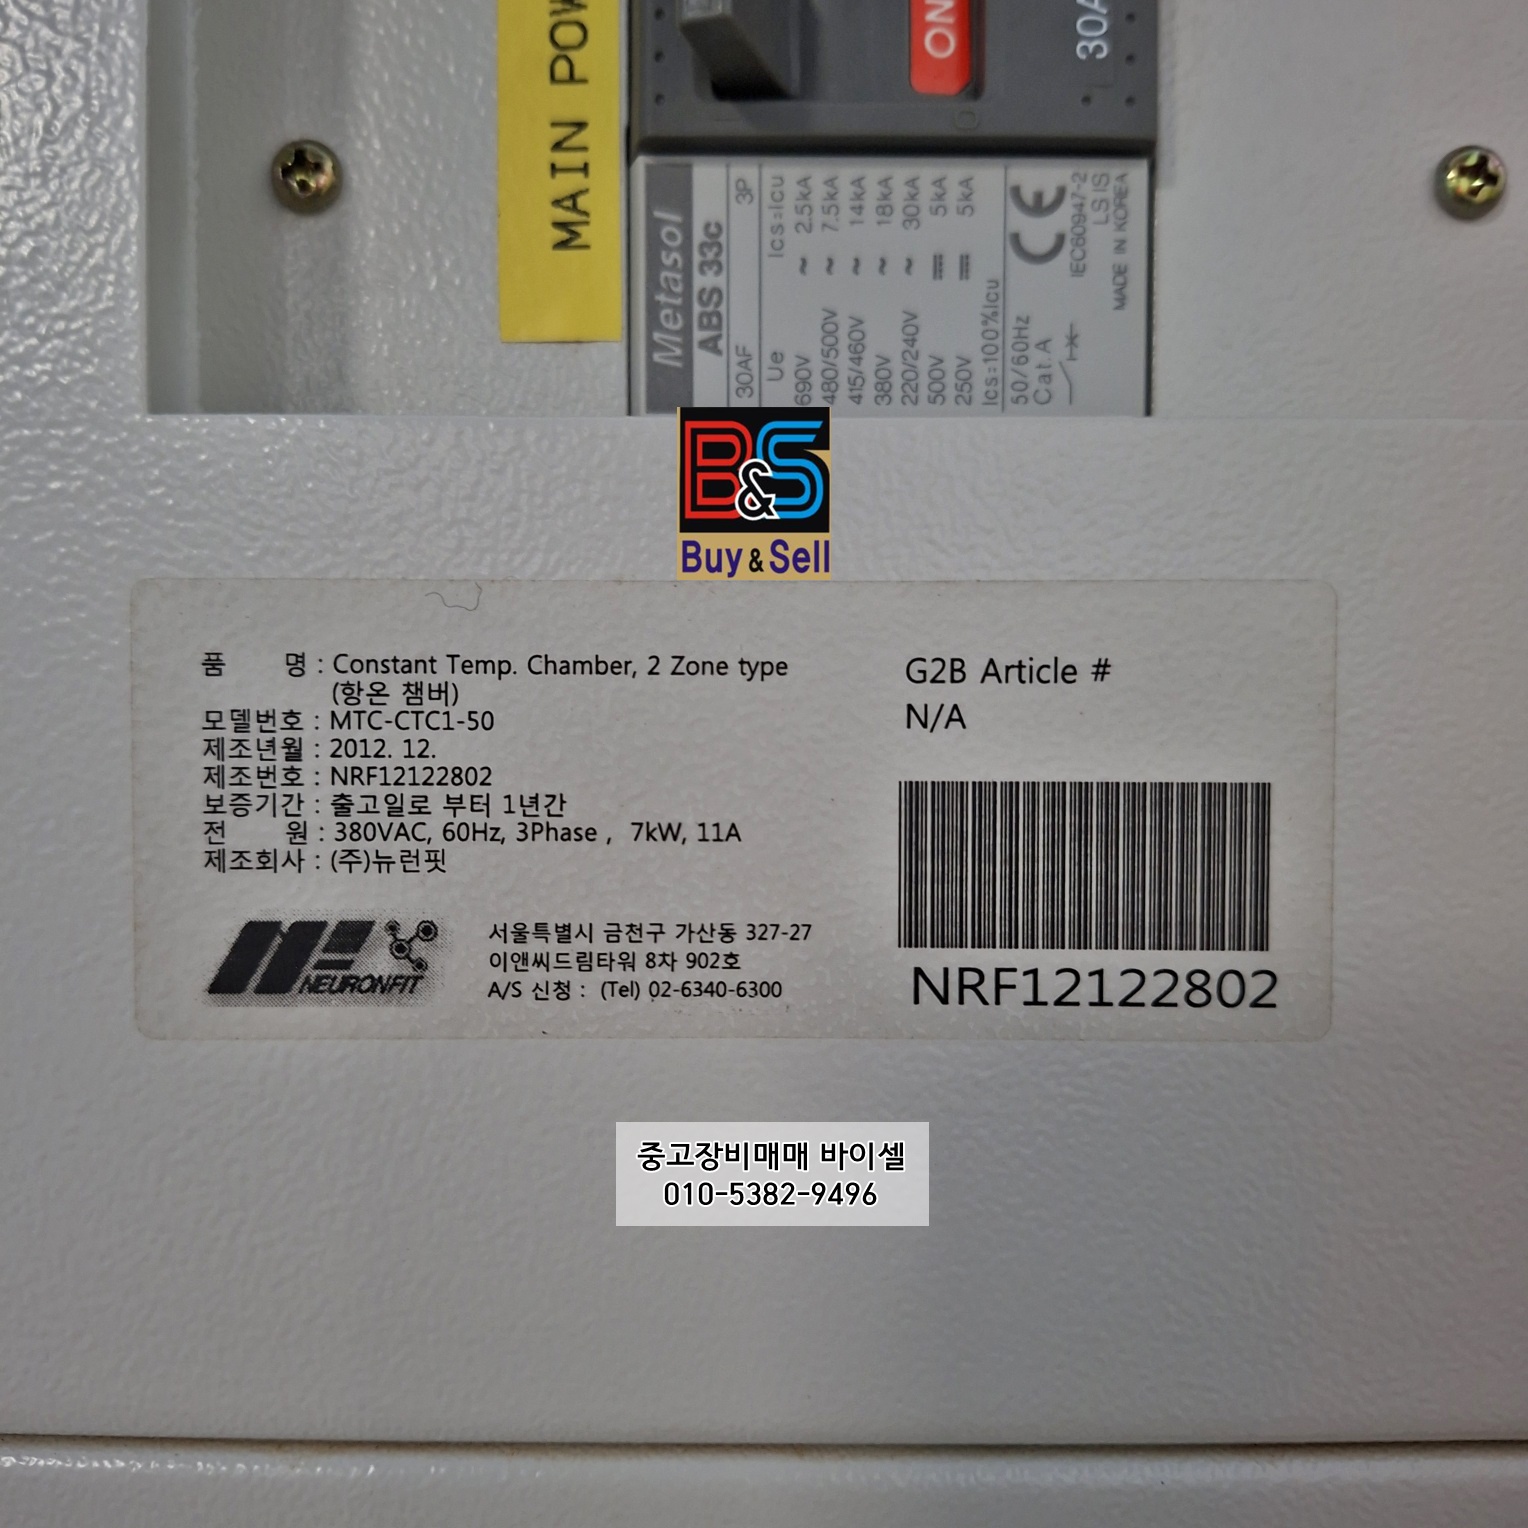 MAIN POW
ON
30A
Metasol
ABS 33c
30AF 3P
Ue Ics=Icu
690V ~ 2.5kA
480/500V ~ 7.5kA
415/460V ~ 14kA
380V ~ 18kA
220/240V ~ 30kA
500V 5kA
250V 5kA
Ics=100%Icu
50/60Hz
Cat.A
CE
IEC60947-2
LS IS
MADE IN KOREA
B&S
Buy & Sell
품 명 : Constant Temp. Chamber, 2 Zone type
(항온 챔버)
모델번호 : MTC-CTC1-50
제조년월 : 2012. 12.
제조번호 : NRF12122802
보증기간 : 출고일로 부터 1년간
전 원 : 380VAC, 60Hz, 3Phase , 7kW, 11A
제조회사 : (주)뉴런핏
G2B Article #
N/A
NRF12122802
NEURONFIT
서울특별시 금천구 가산동 327-27
이앤씨드림타워 8차 902호
A/S 신청 : (Tel) 02-6340-6300
중고장비매매 바이셀
010-5382-9496